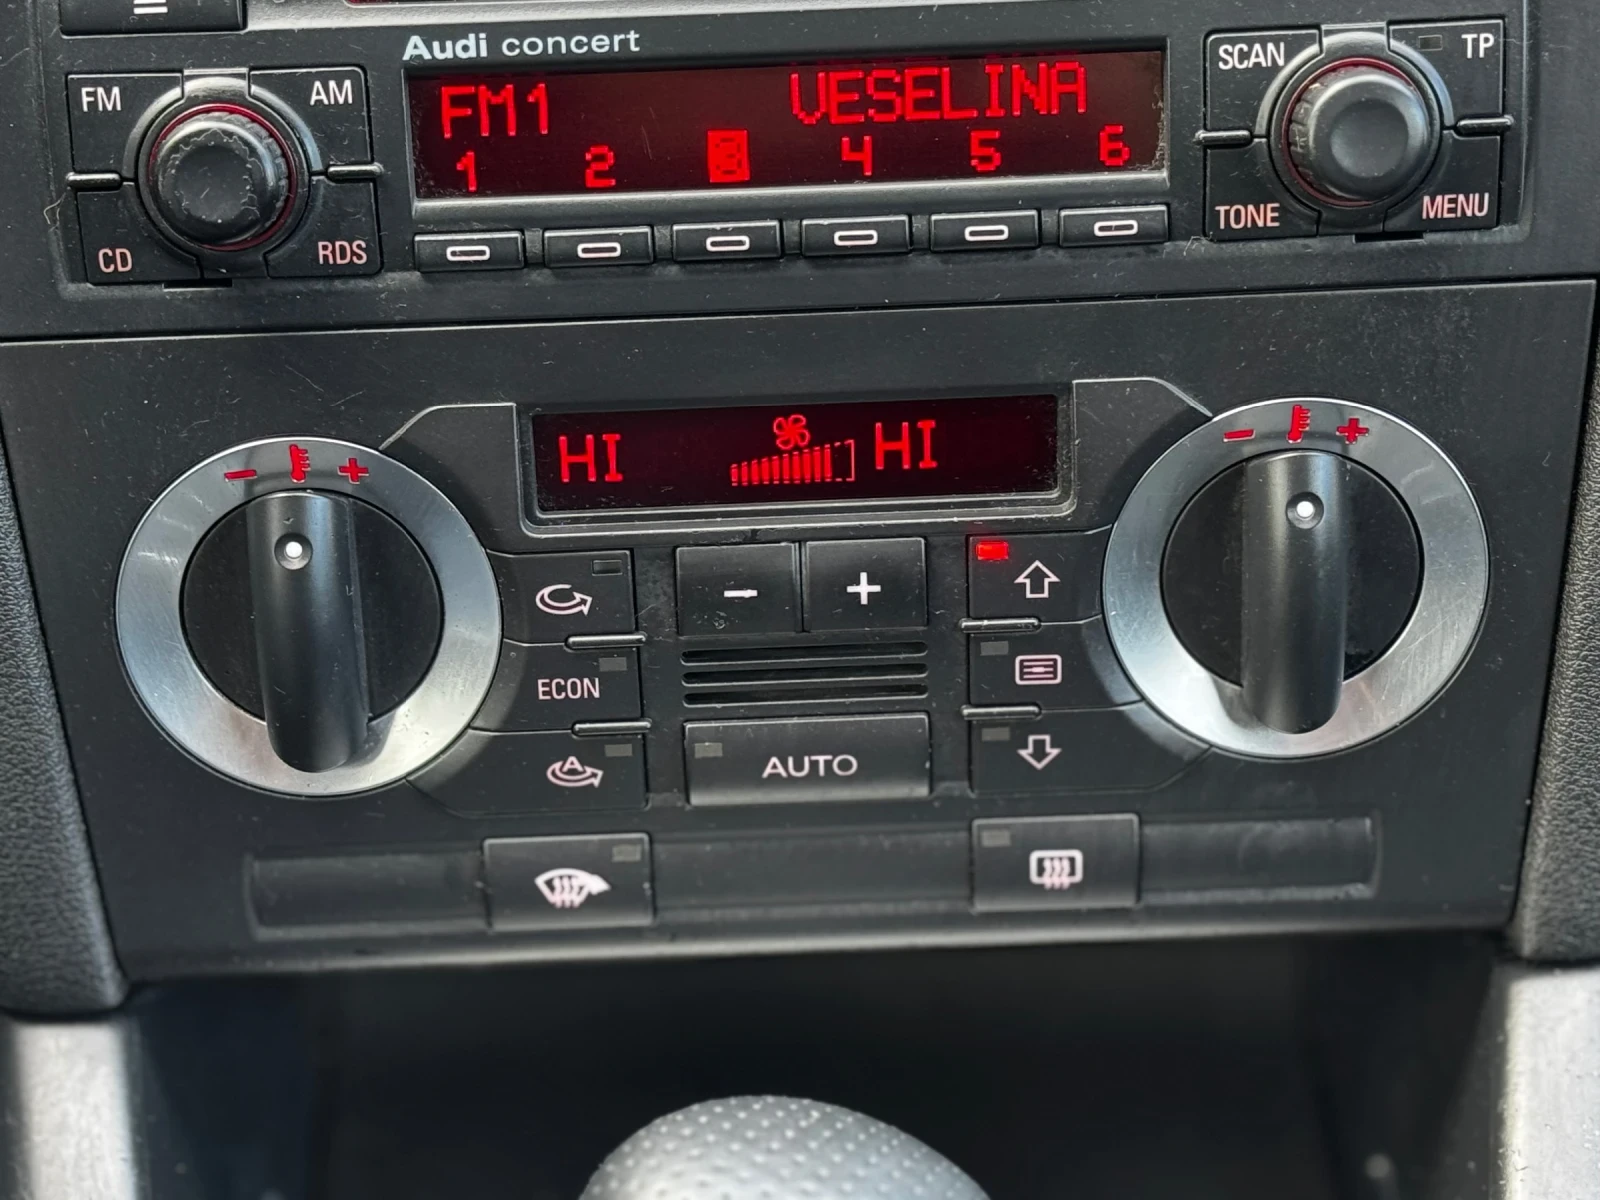 Audi concert
FM AM
FM1 VESELINA
SCAN TP
1 2 3 4 5 6
CD RDS
TONE MENU
- +
HI HI
- +
- +
ECON
A
AUTO